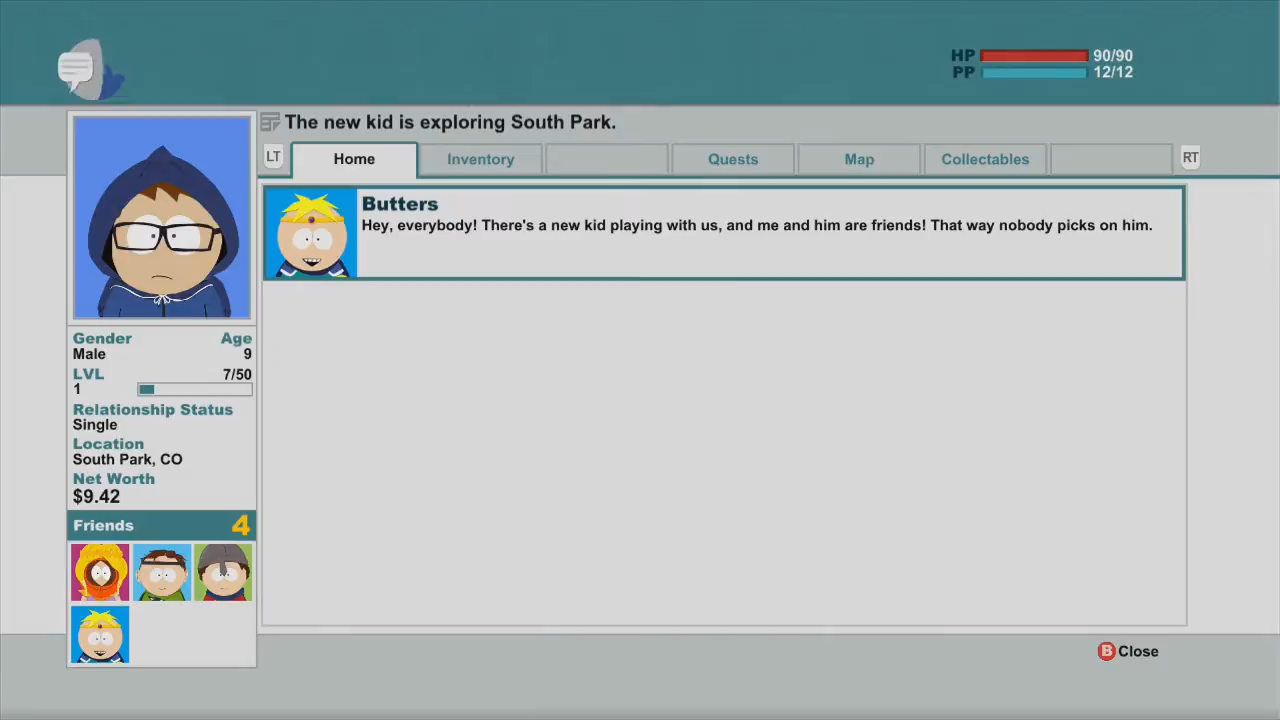 HP 90/90
PP 12/12
The new kid is exploring South Park.
LT Home Inventory Quests Map Collectables RT
Butters
Hey, everybody! There's a new kid playing with us, and me and him are friends! That way nobody picks on him.
Gender Age
Male 9
LVL 7/50
1
Relationship Status
Single
Location
South Park, CO
Net Worth
$9.42
Friends 4
B Close